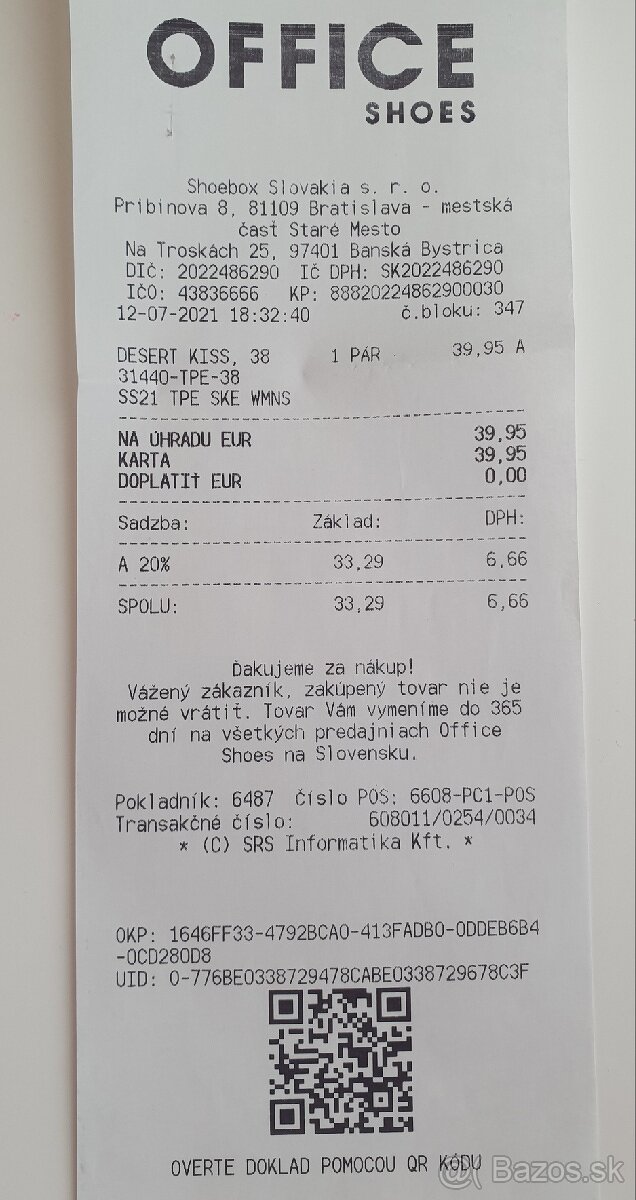 OFFICE
SHOES
Shoebox Slovakia s. r. o.
Pribinova 8, 81109 Bratislava - mestská
časť Staré Mesto
Na Troskách 25, 97401 Banská Bystrica
DIČ: 2022486290 IČ DPH: SK2022486290
IČO: 43836666 KP: 88820224862900030
12-07-2021 18:32:40 č.bloku: 347
DESERT KISS, 38 1 PÁR 39,95 A
31440-TPE-38
SS21 TPE SKE WMNS
NA ÚHRADU EUR 39,95
KARTA 39,95
DOPLATIŤ EUR 0,00
Sadzba: Základ: DPH:
A 20% 33,29 6,66
SPOLU: 33,29 6,66
Ďakujeme za nákup!
Vážený zákazník, zakúpený tovar nie je
možné vrátiť. Tovar Vám vymeníme do 365
dní na všetkých predajniach Office
Shoes na Slovensku.
Pokladník: 6487 Číslo POS: 6608-PC1-POS
Transakčné číslo: 608011/0254/0034
* (C) SRS Informatika Kft. *
OKP: 1646FF33-4792BCA0-413FADB0-0DDEB6B4
-0CD280D8
UID: O-776BE0338729478CABE0338729678C3F
OVERTE DOKLAD POMOCOU QR KÓDU
@ Bazos.sk